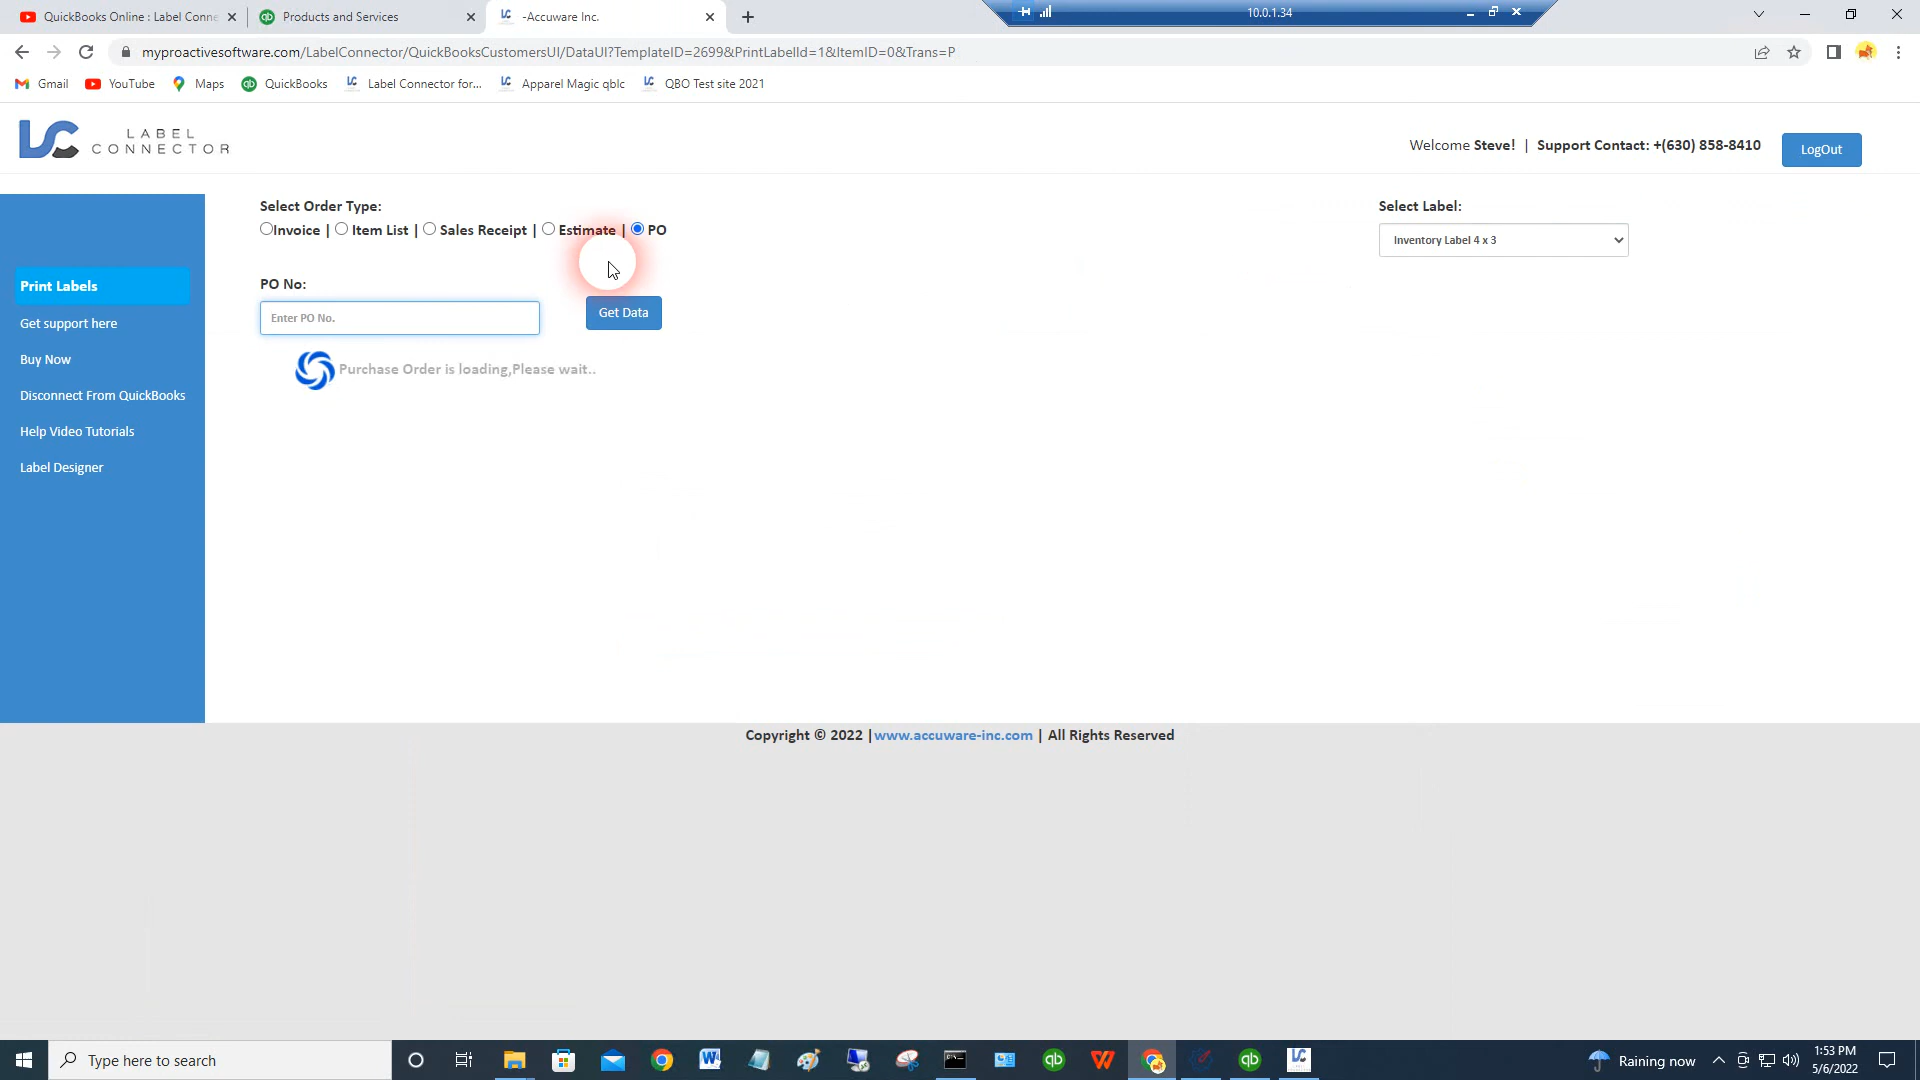 QuickBooks Online : Label Conne
Products and Services
-Accuware Inc.
10.0.1.34
myproactivesoftware.com/LabelConnector/QuickBooksCustomersUI/DataUI?TemplateID=2699&PrintLabelId=1&ItemID=0&Trans=P
Gmail
YouTube
Maps
QuickBooks
Label Connector for...
Apparel Magic qblc
QBO Test site 2021
LABEL
CONNECTOR
Welcome Steve! | Support Contact: +(630) 858-8410
LogOut
Select Order Type:
Invoice | Item List | Sales Receipt | Estimate | PO
Select Label:
Inventory Label 4 x 3
Print Labels
Get support here
Buy Now
Disconnect From QuickBooks
Help Video Tutorials
Label Designer
PO No:
Enter PO No.
Get Data
Purchase Order is loading,Please wait..
Copyright © 2022 |www.accuware-inc.com | All Rights Reserved
Type here to search
Raining now
1:53 PM
5/6/2022